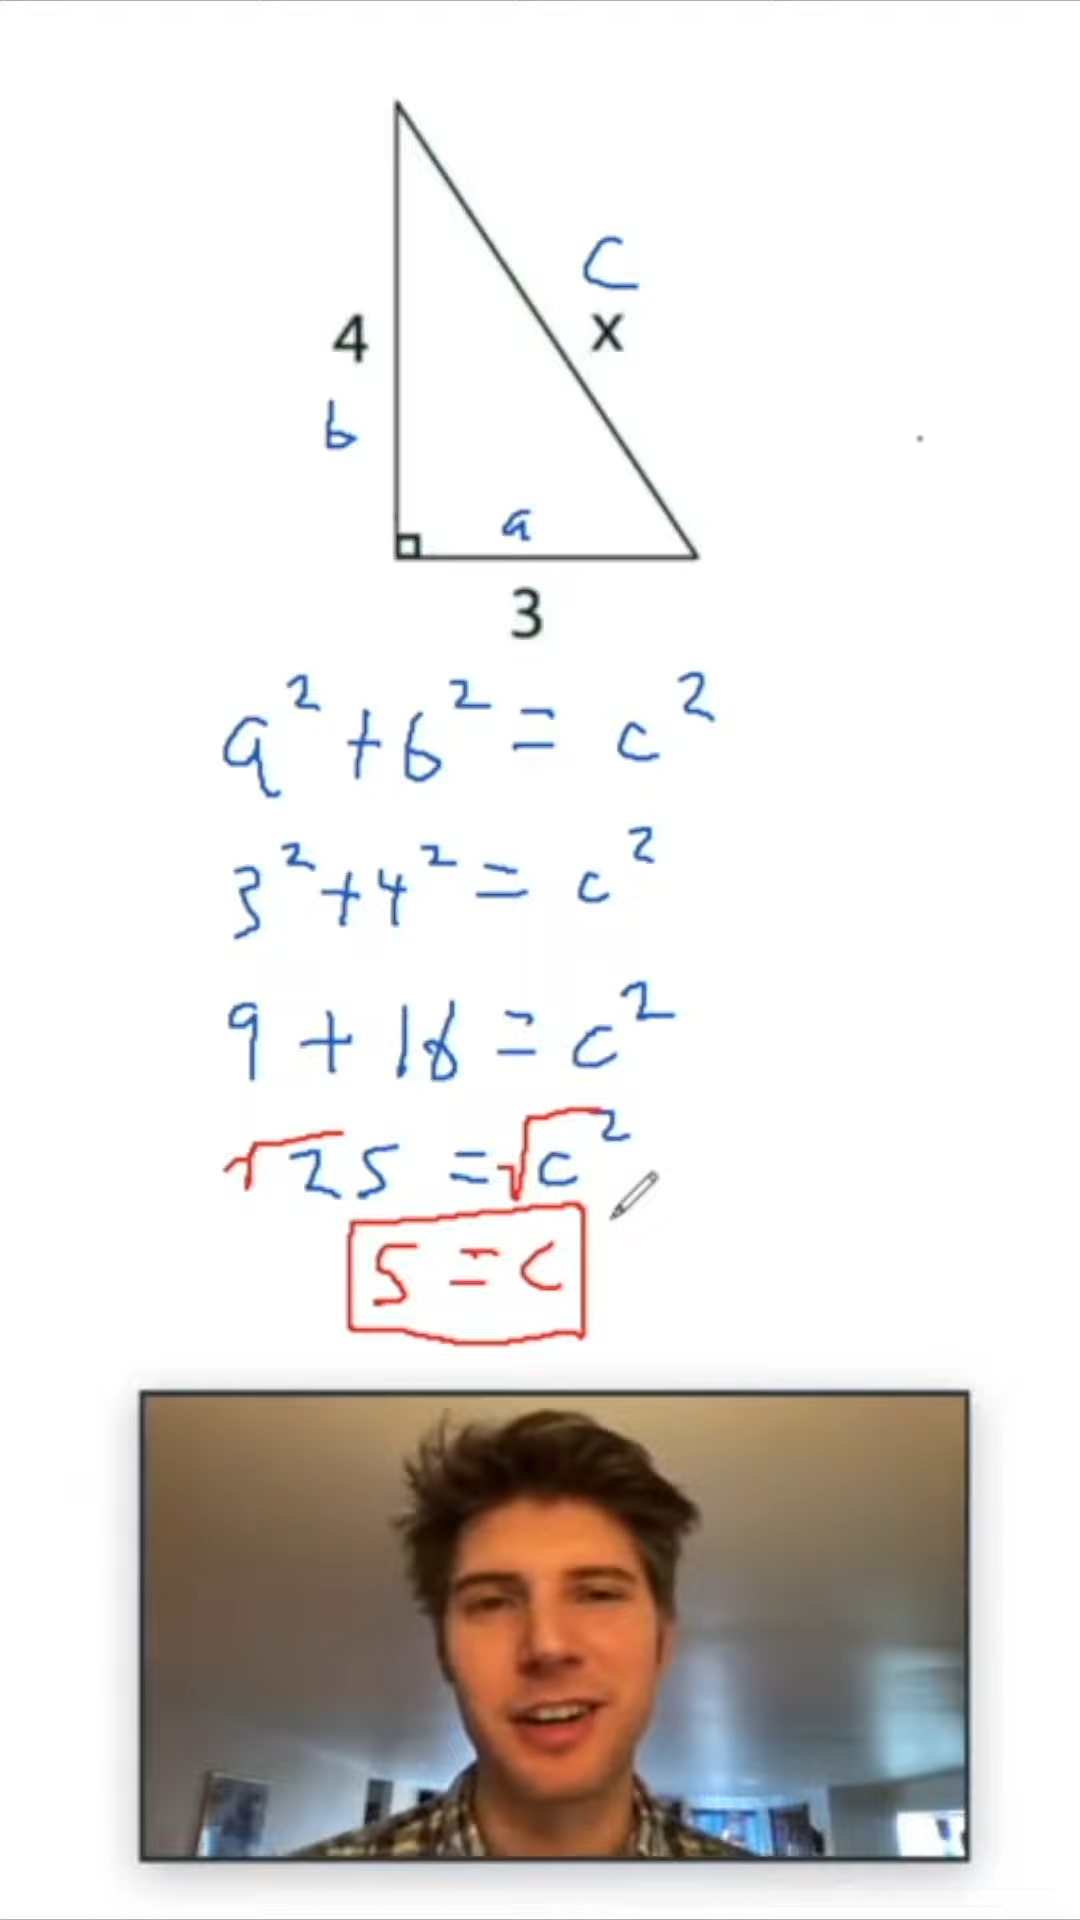 C
4 x
b
a
3
a² + b² = c²
3² + 4² = c²
9 + 16 = c²
√25 = √c²
5 = c